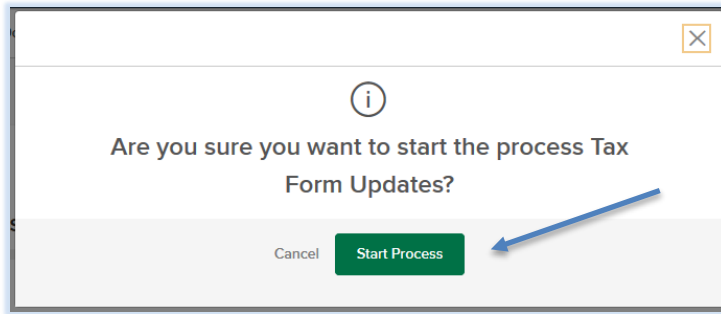 Are you sure you want to start the process Tax
Form Updates?
Cancel Start Process